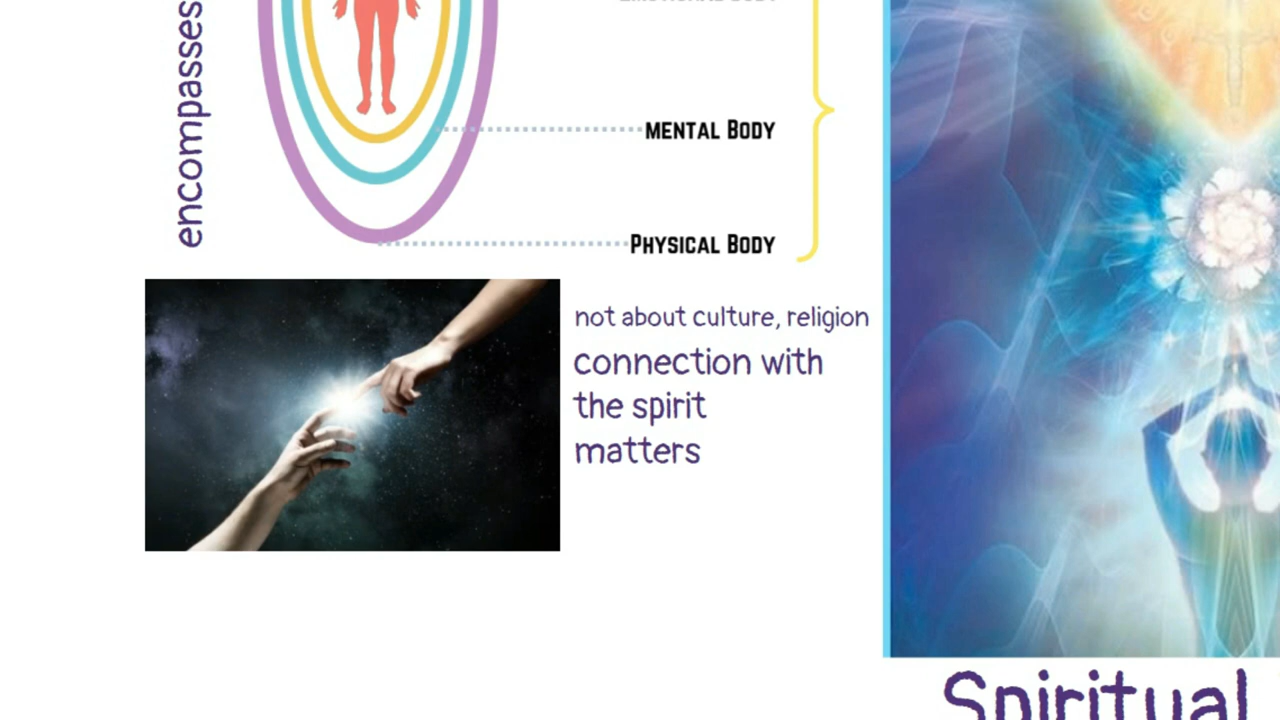 encompasses
MENTAL BODY
PHYSICAL BODY
not about culture, religion
connection with
the spirit
matters
Spiritual